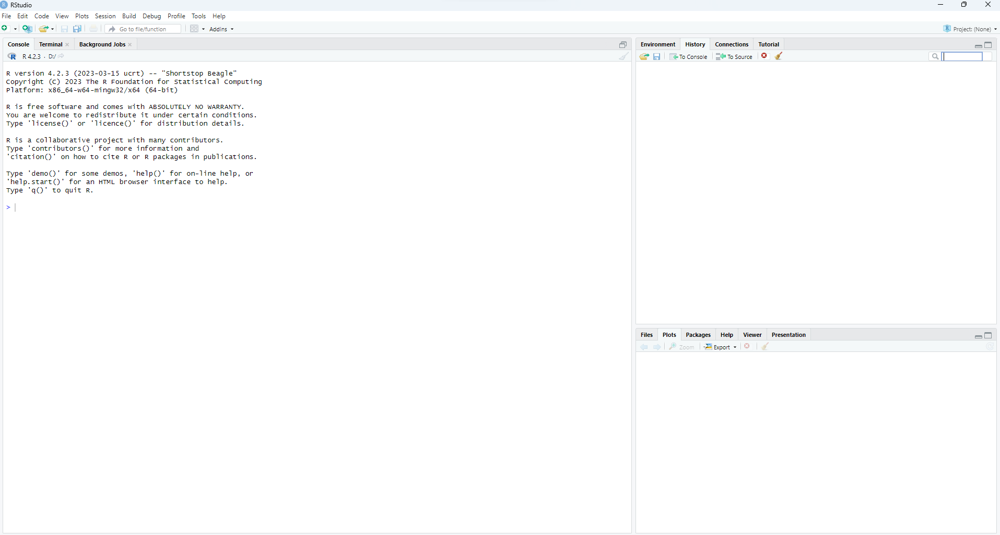 R RStudio
File Edit Code View Plots Session Build Debug Profile Tools Help
Go to file/function Addins Project: (None)
Console Terminal Background Jobs
R 4.2.3 · D:/
R version 4.2.3 (2023-03-15 ucrt) -- "Shortstop Beagle"
Copyright (C) 2023 The R Foundation for Statistical Computing
Platform: x86_64-w64-mingw32/x64 (64-bit)
R is free software and comes with ABSOLUTELY NO WARRANTY.
You are welcome to redistribute it under certain conditions.
Type 'license()' or 'licence()' for distribution details.
R is a collaborative project with many contributors.
Type 'contributors()' for more information and
'citation()' on how to cite R or R packages in publications.
Type 'demo()' for some demos, 'help()' for on-line help, or
'help.start()' for an HTML browser interface to help.
Type 'q()' to quit R.
>
Environment History Connections Tutorial
To Console To Source
Files Plots Packages Help Viewer Presentation
Zoom Export